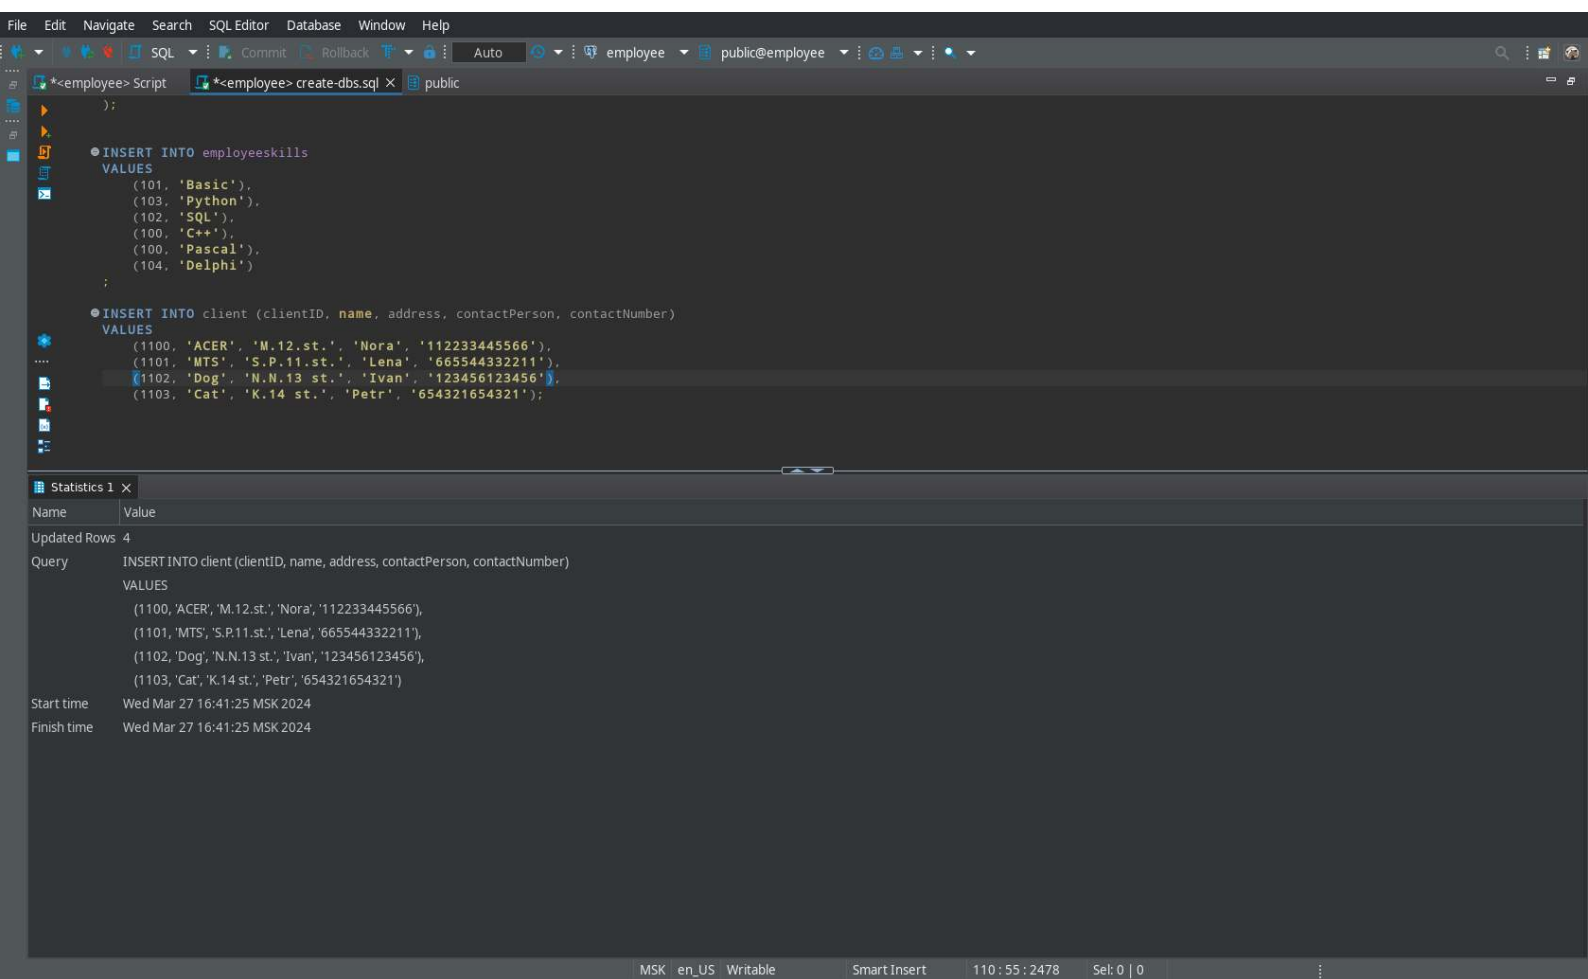 File Edit Navigate Search SQL Editor Database Window Help
SQL Commit Rollback Auto employee public@employee
*<employee> Script *<employee> create-dbs.sql public
);
INSERT INTO employeeskills
VALUES
(101, 'Basic'),
(103, 'Python'),
(102, 'SQL'),
(100, 'C++'),
(100, 'Pascal'),
(104, 'Delphi')
;
INSERT INTO client (clientID, name, address, contactPerson, contactNumber)
VALUES
(1100, 'ACER', 'M.12.st.', 'Nora', '112233445566'),
(1101, 'MTS', 'S.P.11.st.', 'Lena', '665544332211'),
(1102, 'Dog', 'N.N.13 st.', 'Ivan', '123456123456'),
(1103, 'Cat', 'K.14 st.', 'Petr', '654321654321');
Statistics 1
Name Value
Updated Rows 4
Query INSERT INTO client (clientID, name, address, contactPerson, contactNumber)
VALUES
(1100, 'ACER', 'M.12.st.', 'Nora', '112233445566'),
(1101, 'MTS', 'S.P.11.st.', 'Lena', '665544332211'),
(1102, 'Dog', 'N.N.13 st.', 'Ivan', '123456123456'),
(1103, 'Cat', 'K.14 st.', 'Petr', '654321654321')
Start time Wed Mar 27 16:41:25 MSK 2024
Finish time Wed Mar 27 16:41:25 MSK 2024
MSK en_US Writable Smart Insert 110 : 55 : 2478 Sel: 0 | 0